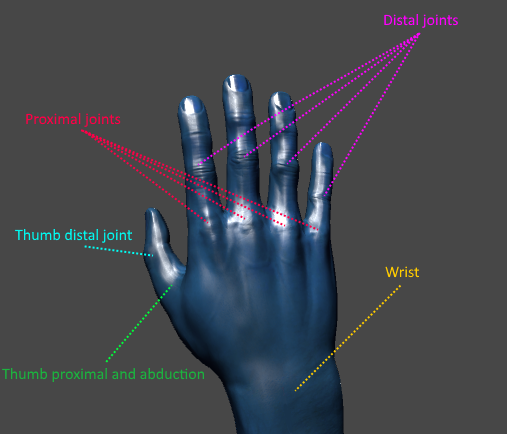 Distal joints
Proximal joints
Thumb distal joint
Wrist
Thumb proximal and abduction